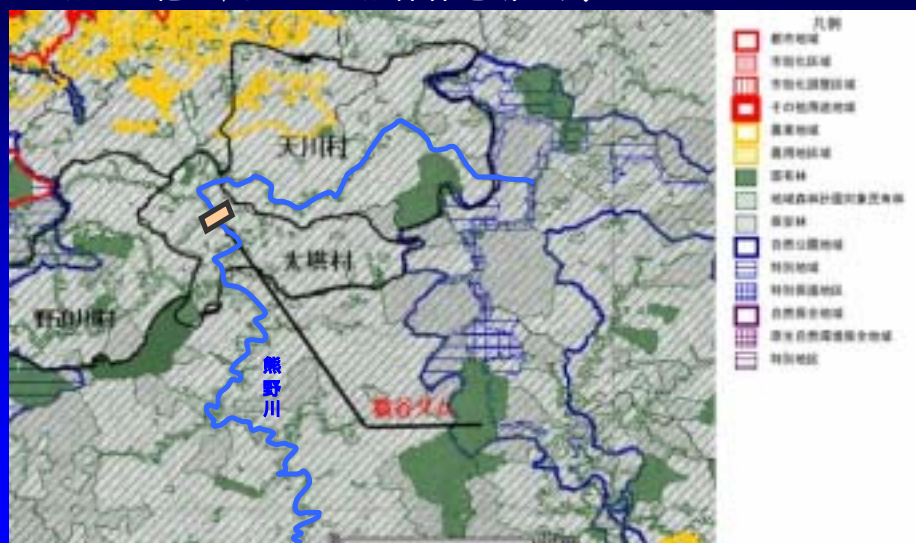 天川村
大塔村
野迫川村
熊野川
猿谷ダム
凡例
都市地域
市街化区域
市街化調整区域
その他用途地域
農業地域
農用地区域
国有林
地域森林計画対象民有林
保安林
自然公園地域
特別地域
特別保護地区
自然保全地域
原生自然環境保全地域
特別地区